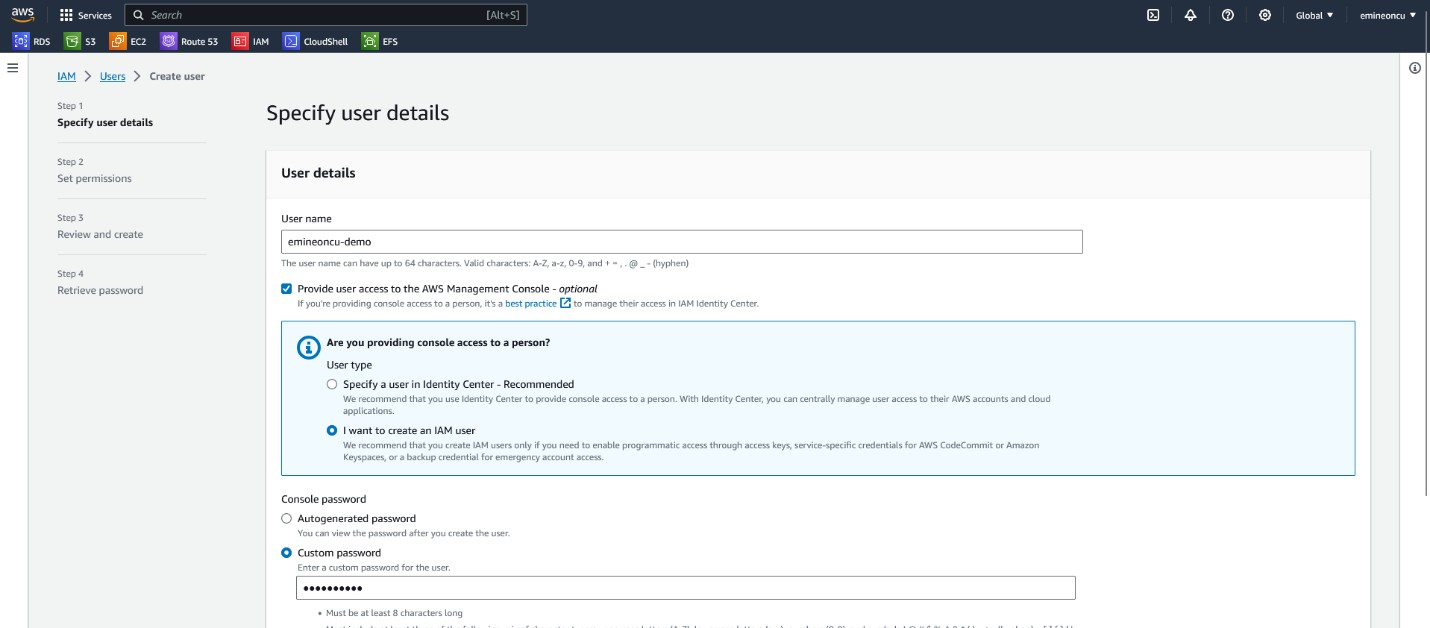 aws
Services
Search
[Alt+S]
Global
emineoncu
RDS
S3
EC2
Route 53
IAM
CloudShell
EFS
IAM
Users
Create user
Step 1
Specify user details
Step 2
Set permissions
Step 3
Review and create
Step 4
Retrieve password
Specify user details
User details
User name
emineoncu-demo
The user name can have up to 64 characters. Valid characters: A-Z, a-z, 0-9, and + = , . @ _ - (hyphen)
Provide user access to the AWS Management Console - optional
If you're providing console access to a person, it's a best practice to manage their access in IAM Identity Center.
Are you providing console access to a person?
User type
Specify a user in Identity Center - Recommended
We recommend that you use Identity Center to provide console access to a person. With Identity Center, you can centrally manage user access to their AWS accounts and cloud
applications.
I want to create an IAM user
We recommend that you create IAM users only if you need to enable programmatic access through access keys, service-specific credentials for AWS CodeCommit or Amazon
Keyspaces, or a backup credential for emergency account access.
Console password
Autogenerated password
You can view the password after you create the user.
Custom password
Enter a custom password for the user.
••••••••••
• Must be at least 8 characters long